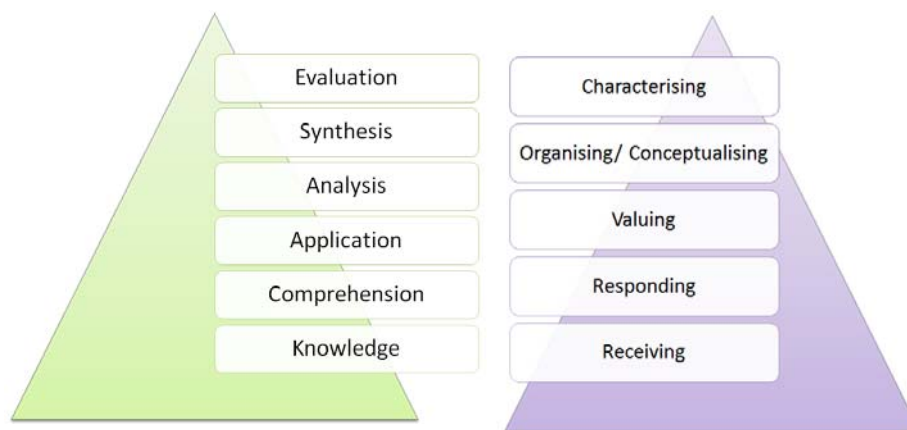 Evaluation
Synthesis
Analysis
Application
Comprehension
Knowledge
Characterising
Organising/ Conceptualising
Valuing
Responding
Receiving